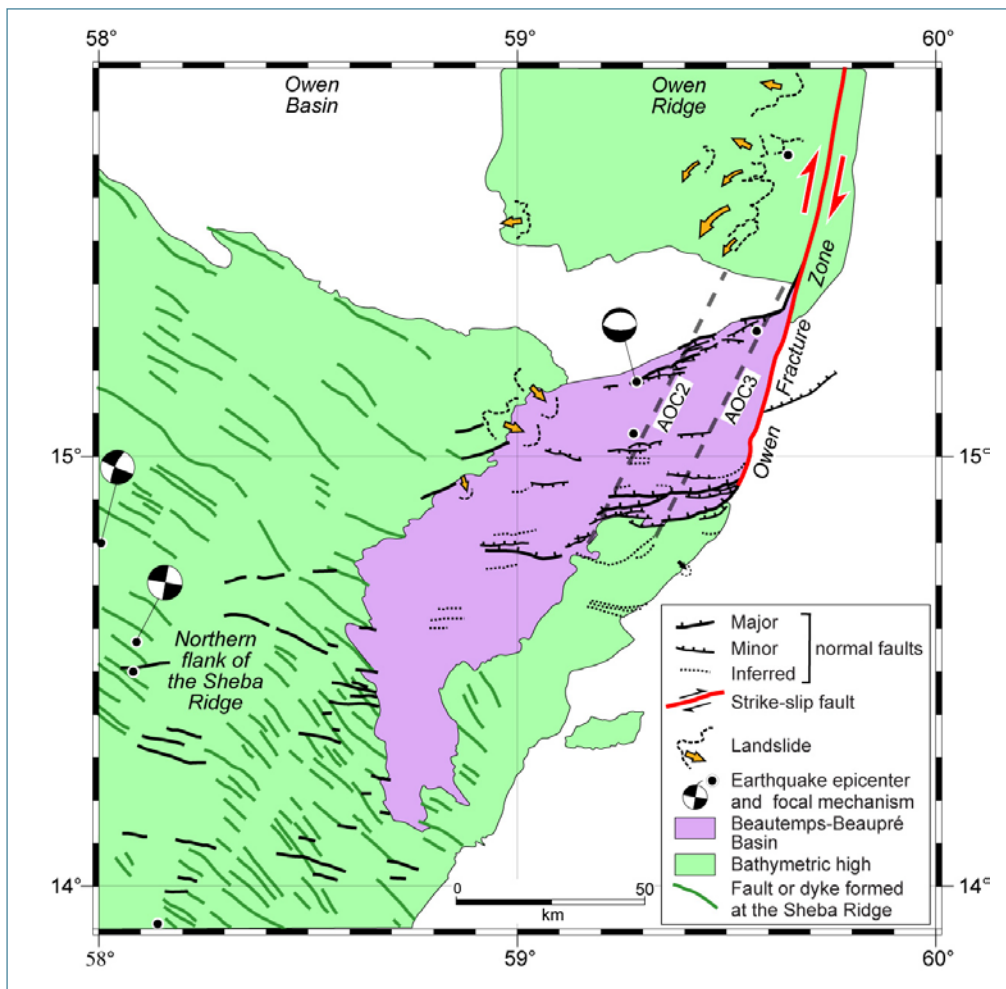 58°
59°
60°
Owen
Basin
Owen
Ridge
Zone
Fracture
Owen
AOC2
AOC3
15°
15°
Northern
flank of
the Sheba
Ridge
Major
Minor
normal faults
Inferred
Strike-slip fault
Landslide
Earthquake epicenter
and focal mechanism
Beautemps-Beaupré
Basin
Bathymetric high
Fault or dyke formed
at the Sheba Ridge
0
50
km
14°
14°
58°
59°
60°